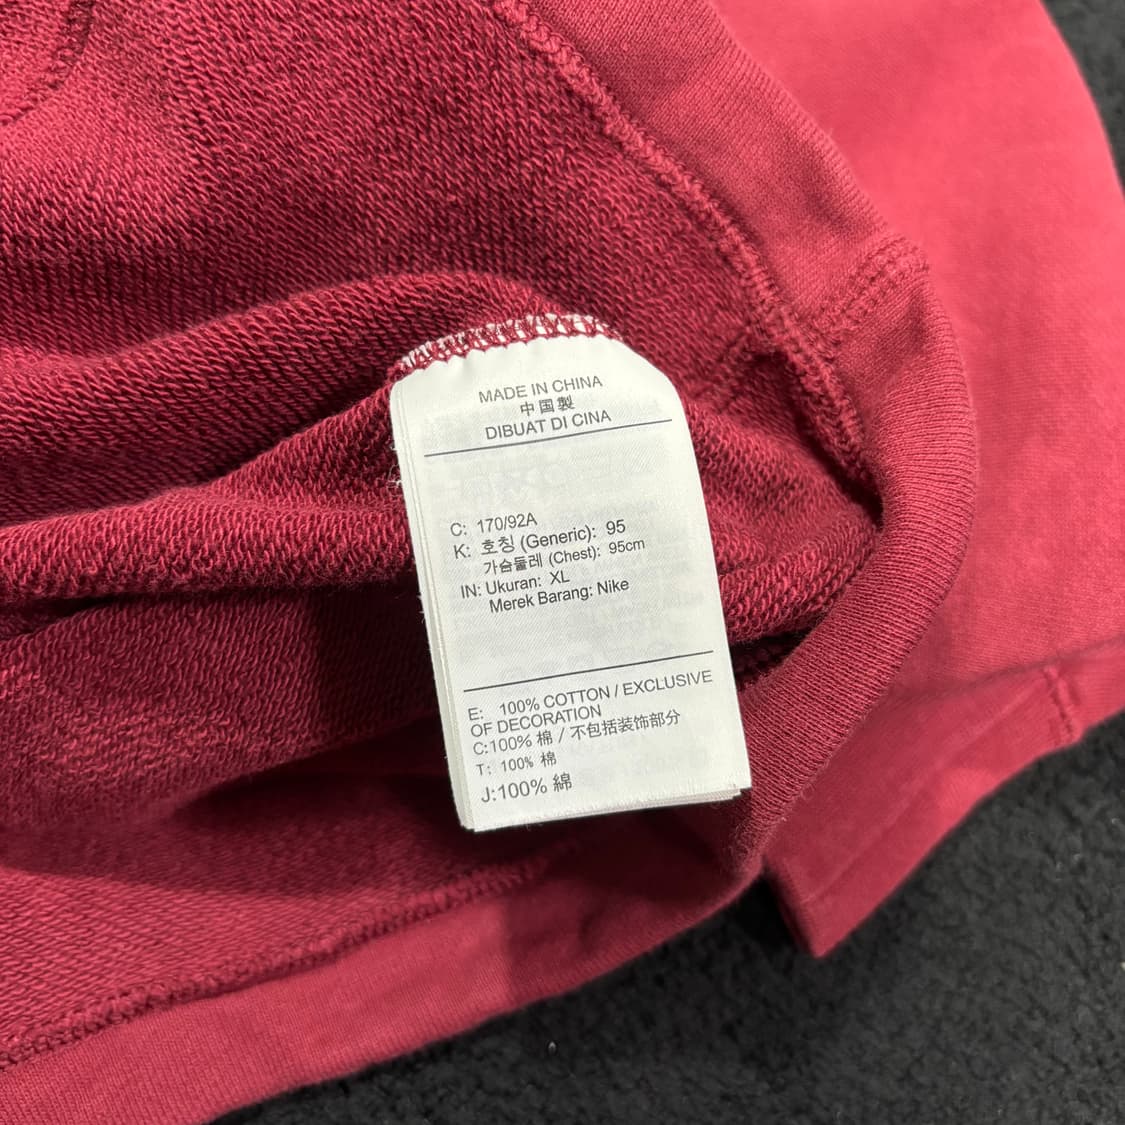 MADE IN CHINA
中国製
DIBUAT DI CINA
C: 170/92A
K: 호칭 (Generic): 95
가슴둘레 (Chest): 95cm
IN: Ukuran: XL
Merek Barang: Nike
E: 100% COTTON / EXCLUSIVE
OF DECORATION
C:100% 棉 / 不包括装饰部分
T: 100% 棉
J:100% 綿